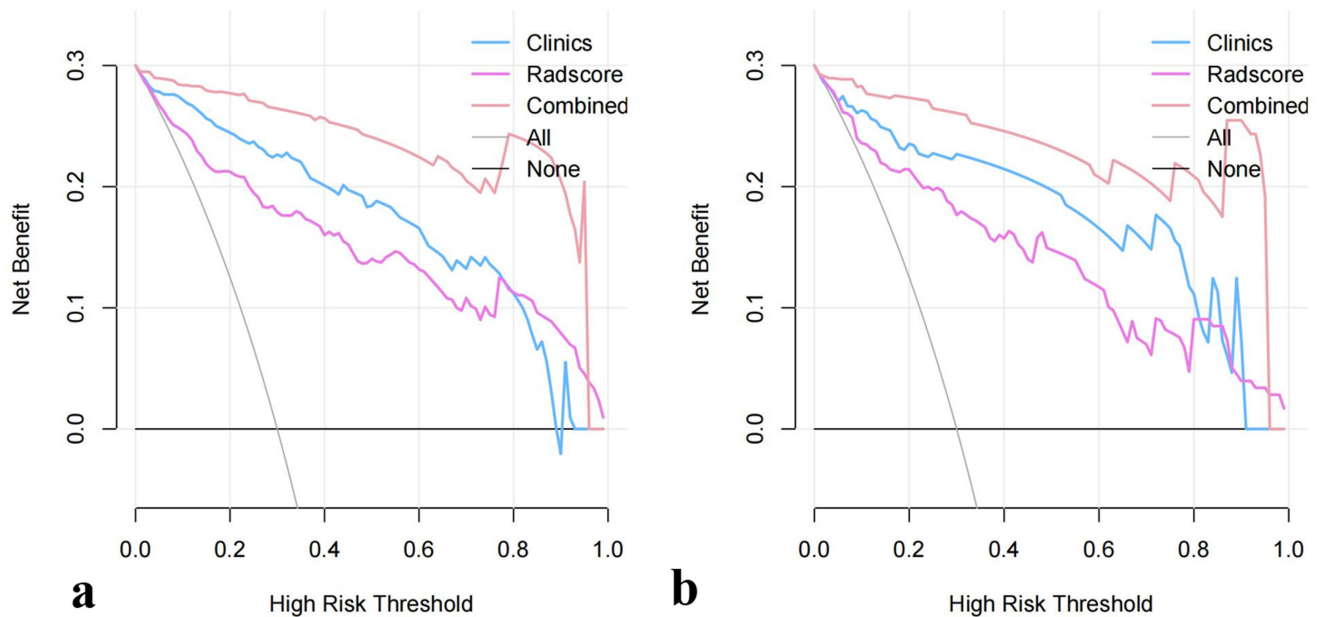 Clinics
Radscore
Combined
All
None
0.3
0.2
0.1
0.0
Net Benefit
0.0 0.2 0.4 0.6 0.8 1.0
High Risk Threshold
a
Clinics
Radscore
Combined
All
None
0.3
0.2
0.1
0.0
Net Benefit
0.0 0.2 0.4 0.6 0.8 1.0
High Risk Threshold
b